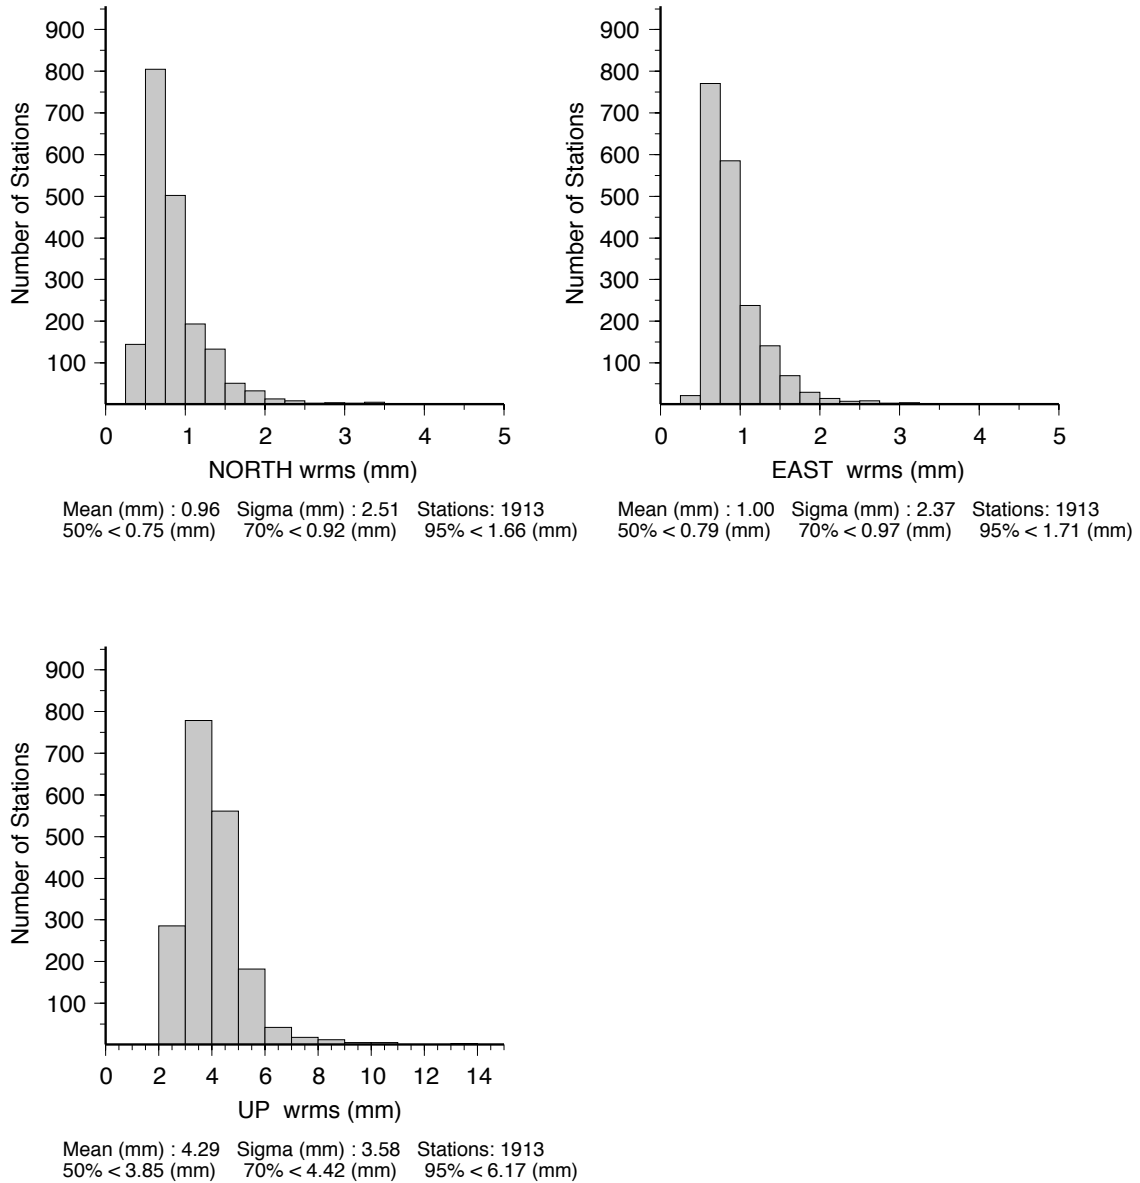 900
800
700
600
500
400
300
200
100
Number of Stations
0 1 2 3 4 5
NORTH wrms (mm)
Mean (mm) : 0.96 Sigma (mm) : 2.51 Stations: 1913
50% < 0.75 (mm) 70% < 0.92 (mm) 95% < 1.66 (mm)
900
800
700
600
500
400
300
200
100
Number of Stations
0 1 2 3 4 5
EAST wrms (mm)
Mean (mm) : 1.00 Sigma (mm) : 2.37 Stations: 1913
50% < 0.79 (mm) 70% < 0.97 (mm) 95% < 1.71 (mm)
900
800
700
600
500
400
300
200
100
Number of Stations
0 2 4 6 8 10 12 14
UP wrms (mm)
Mean (mm) : 4.29 Sigma (mm) : 3.58 Stations: 1913
50% < 3.85 (mm) 70% < 4.42 (mm) 95% < 6.17 (mm)